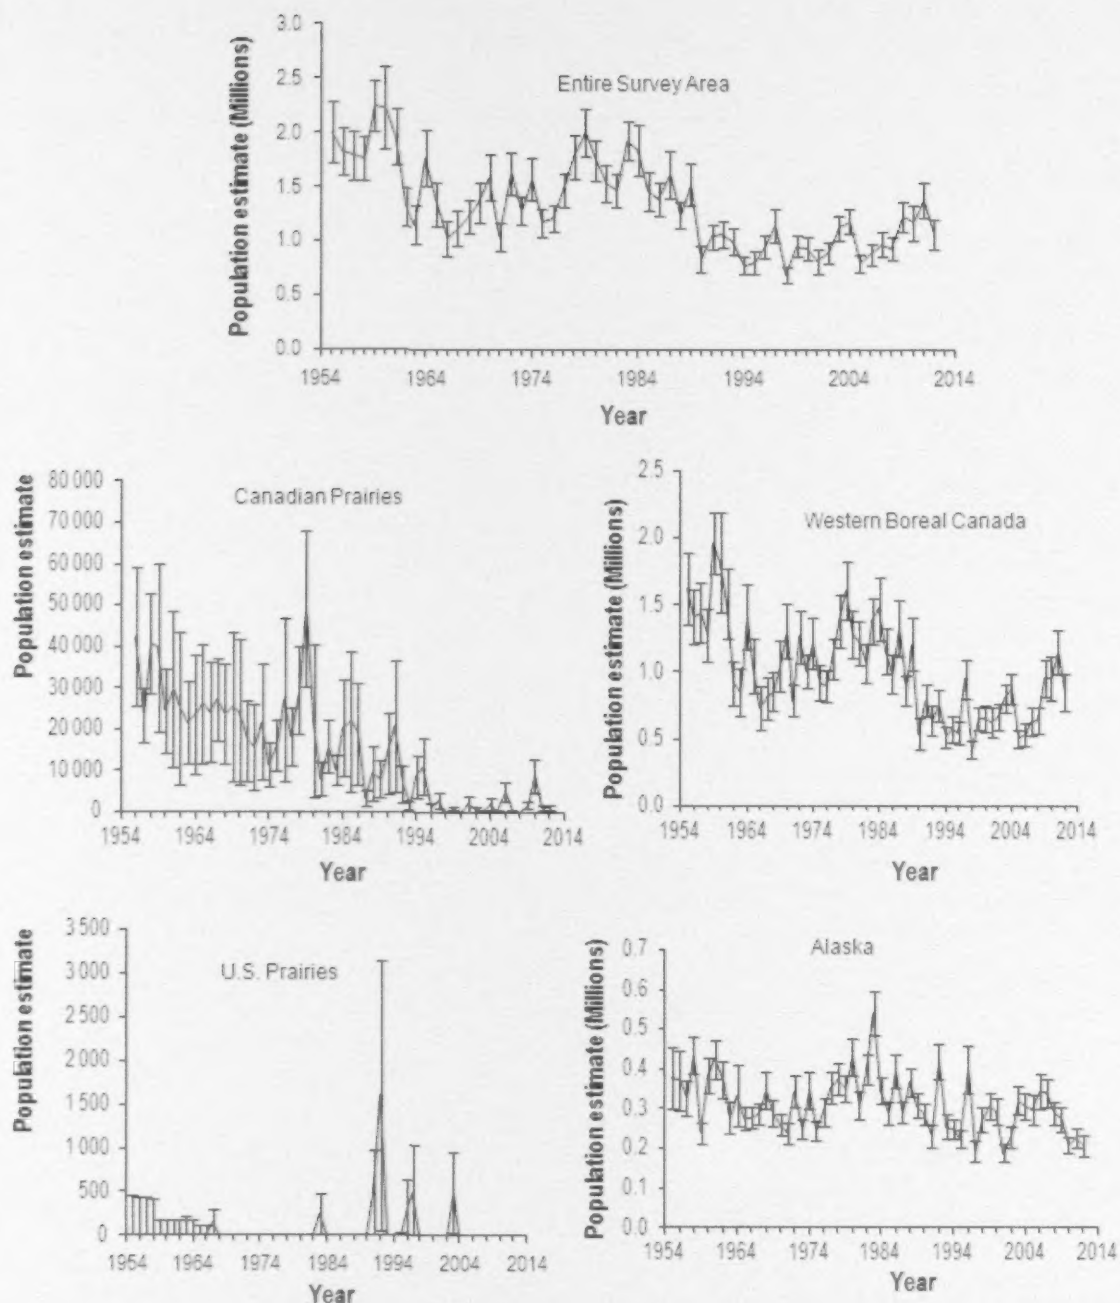 Entire Survey Area
Population estimate (Millions)
3.0
2.5
2.0
1.5
1.0
0.5
0.0
1954 1964 1974 1984 1994 2004 2014
Year
Canadian Prairies
Population estimate
80 000
70 000
60 000
50 000
40 000
30 000
20 000
10 000
0
1954 1964 1974 1984 1994 2004 2014
Year
Western Boreal Canada
Population estimate (Millions)
2.5
2.0
1.5
1.0
0.5
0.0
1954 1964 1974 1984 1994 2004 2014
Year
U.S. Prairies
Population estimate
3 500
3 000
2 500
2 000
1 500
1 000
500
0
1954 1964 1974 1984 1994 2004 2014
Year
Alaska
Population estimate (Millions)
0.7
0.6
0.5
0.4
0.3
0.2
0.1
0.0
1954 1964 1974 1984 1994 2004 2014
Year